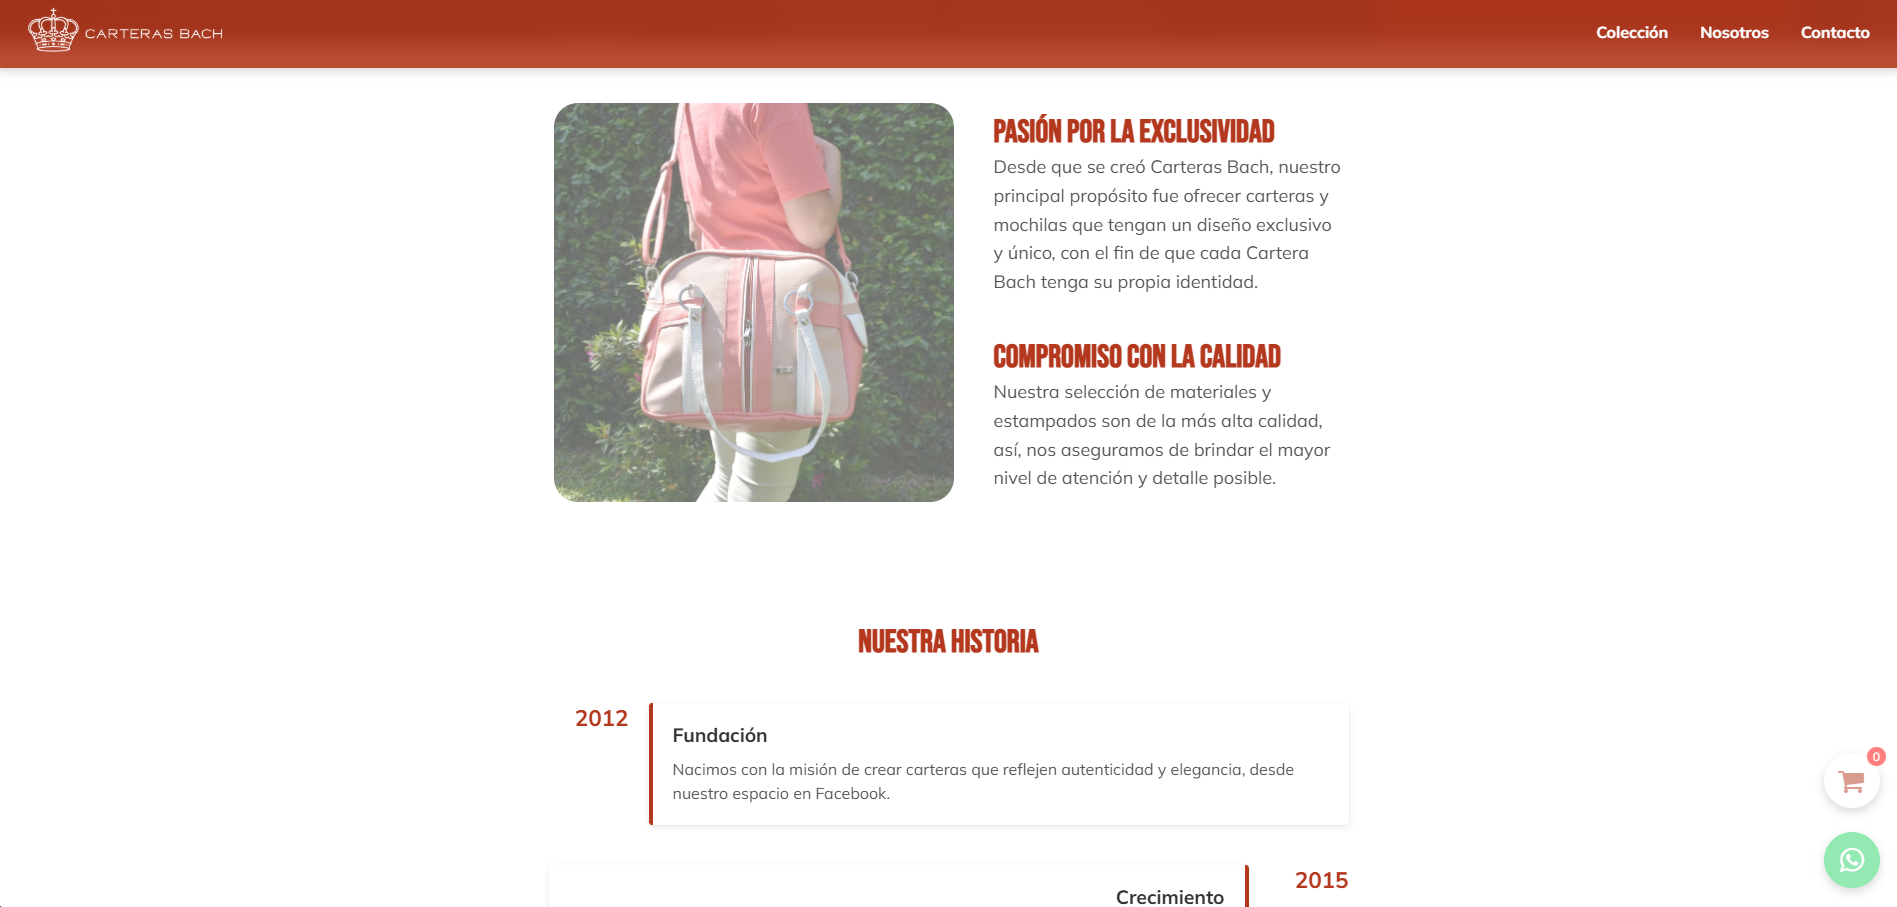 CARTERAS BACH
Colección Nosotros Contacto
PASIÓN POR LA EXCLUSIVIDAD
Desde que se creó Carteras Bach, nuestro
principal propósito fue ofrecer carteras y
mochilas que tengan un diseño exclusivo
y único, con el fin de que cada Cartera
Bach tenga su propia identidad.
COMPROMISO CON LA CALIDAD
Nuestra selección de materiales y
estampados son de la más alta calidad,
así, nos aseguramos de brindar el mayor
nivel de atención y detalle posible.
NUESTRA HISTORIA
2012
Fundación
Nacimos con la misión de crear carteras que reflejen autenticidad y elegancia, desde
nuestro espacio en Facebook.
0
Crecimiento
2015